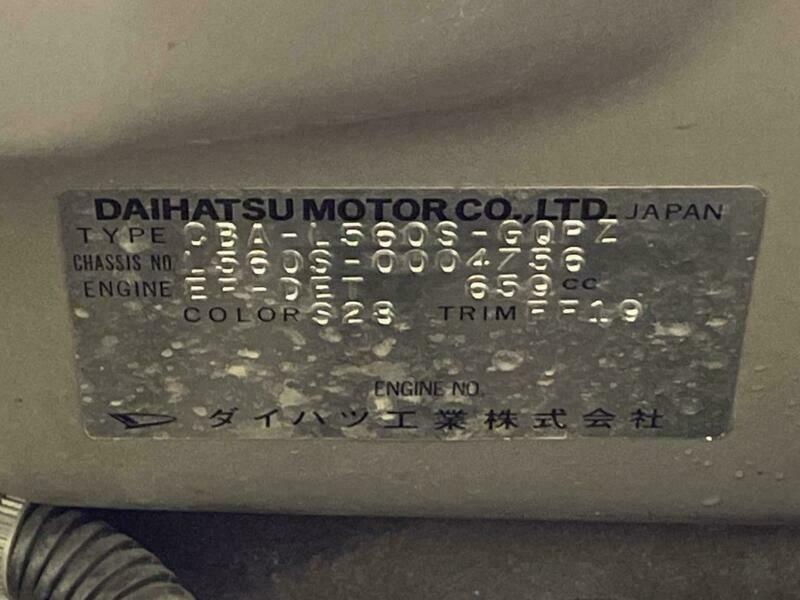 DAIHATSU MOTOR CO.,LTD. JAPAN
TYPE CBA-L560S-GQPZ
CHASSIS NO. L560S-0004756
ENGINE EF-DET 659 cc
COLOR S28 TRIM FF19
ENGINE NO.
ダイハツ工業株式会社